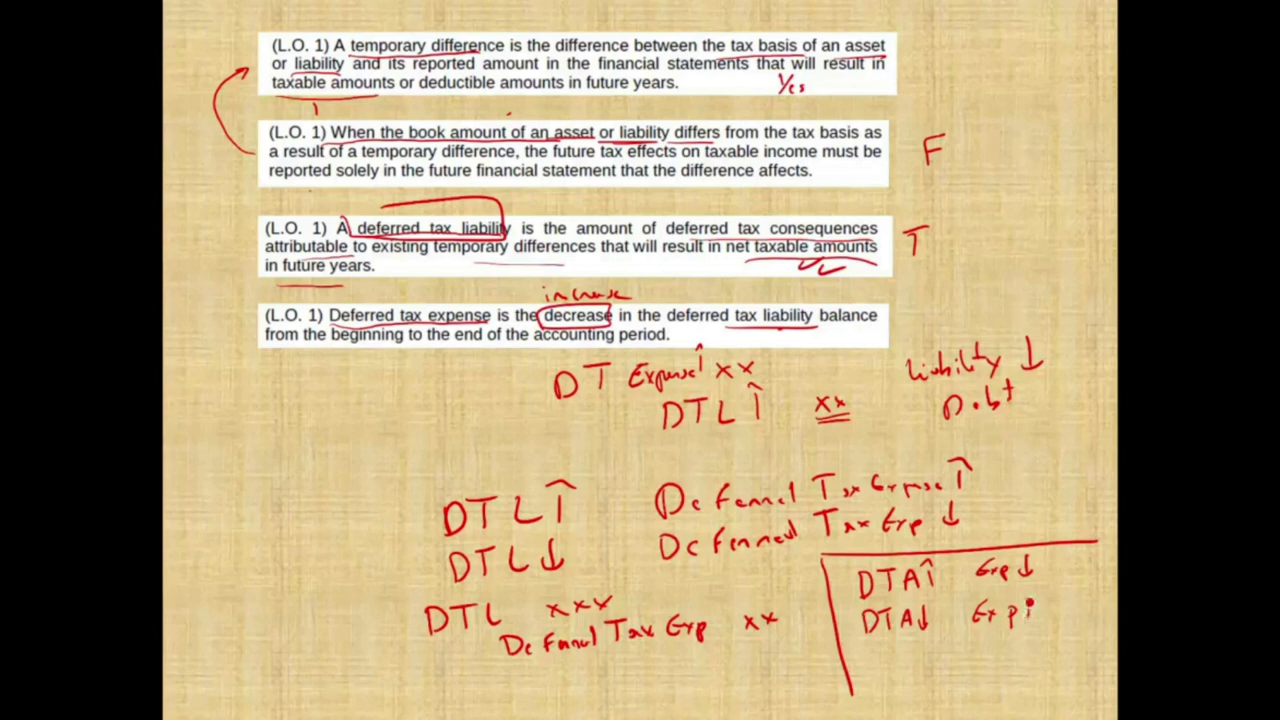 (L.O. 1) A temporary difference is the difference between the tax basis of an asset
or liability and its reported amount in the financial statements that will result in
taxable amounts or deductible amounts in future years.
Yes
(L.O. 1) When the book amount of an asset or liability differs from the tax basis as
a result of a temporary difference, the future tax effects on taxable income must be
reported solely in the future financial statement that the difference affects.
F
(L.O. 1) A deferred tax liability is the amount of deferred tax consequences
attributable to existing temporary differences that will result in net taxable amounts
in future years.
T
increase
(L.O. 1) Deferred tax expense is the decrease in the deferred tax liability balance
from the beginning to the end of the accounting period.
DT Expense↑ xx
DTL↑ xx
Liability ↓
Debt
DTL↑ Deferred Tax Expense↑
DTL↓ Deferred Tax Exp ↓
DTL xxx
Deferred Tax Exp xx
DTA↑ Exp↓
DTA↓ Exp↑